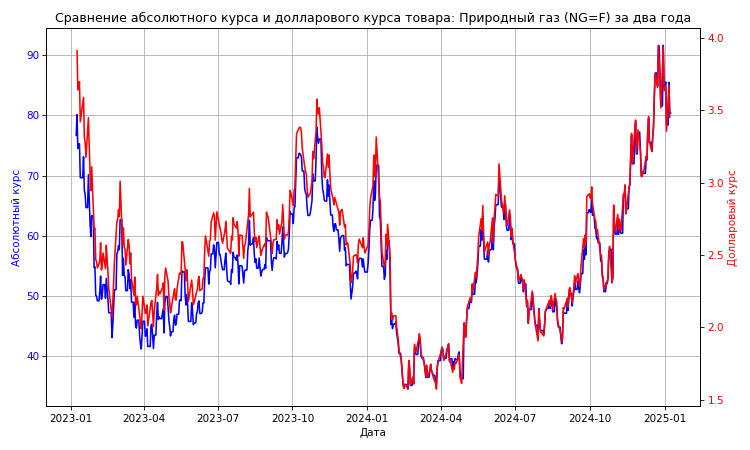 Сравнение абсолютного курса и долларового курса товара: Природный газ (NG=F) за два года
90
80
70
60
50
40
Абсолютный курс
4.0
3.5
3.0
2.5
2.0
1.5
Долларовый курс
2023-01 2023-04 2023-07 2023-10 2024-01 2024-04 2024-07 2024-10 2025-01
Дата